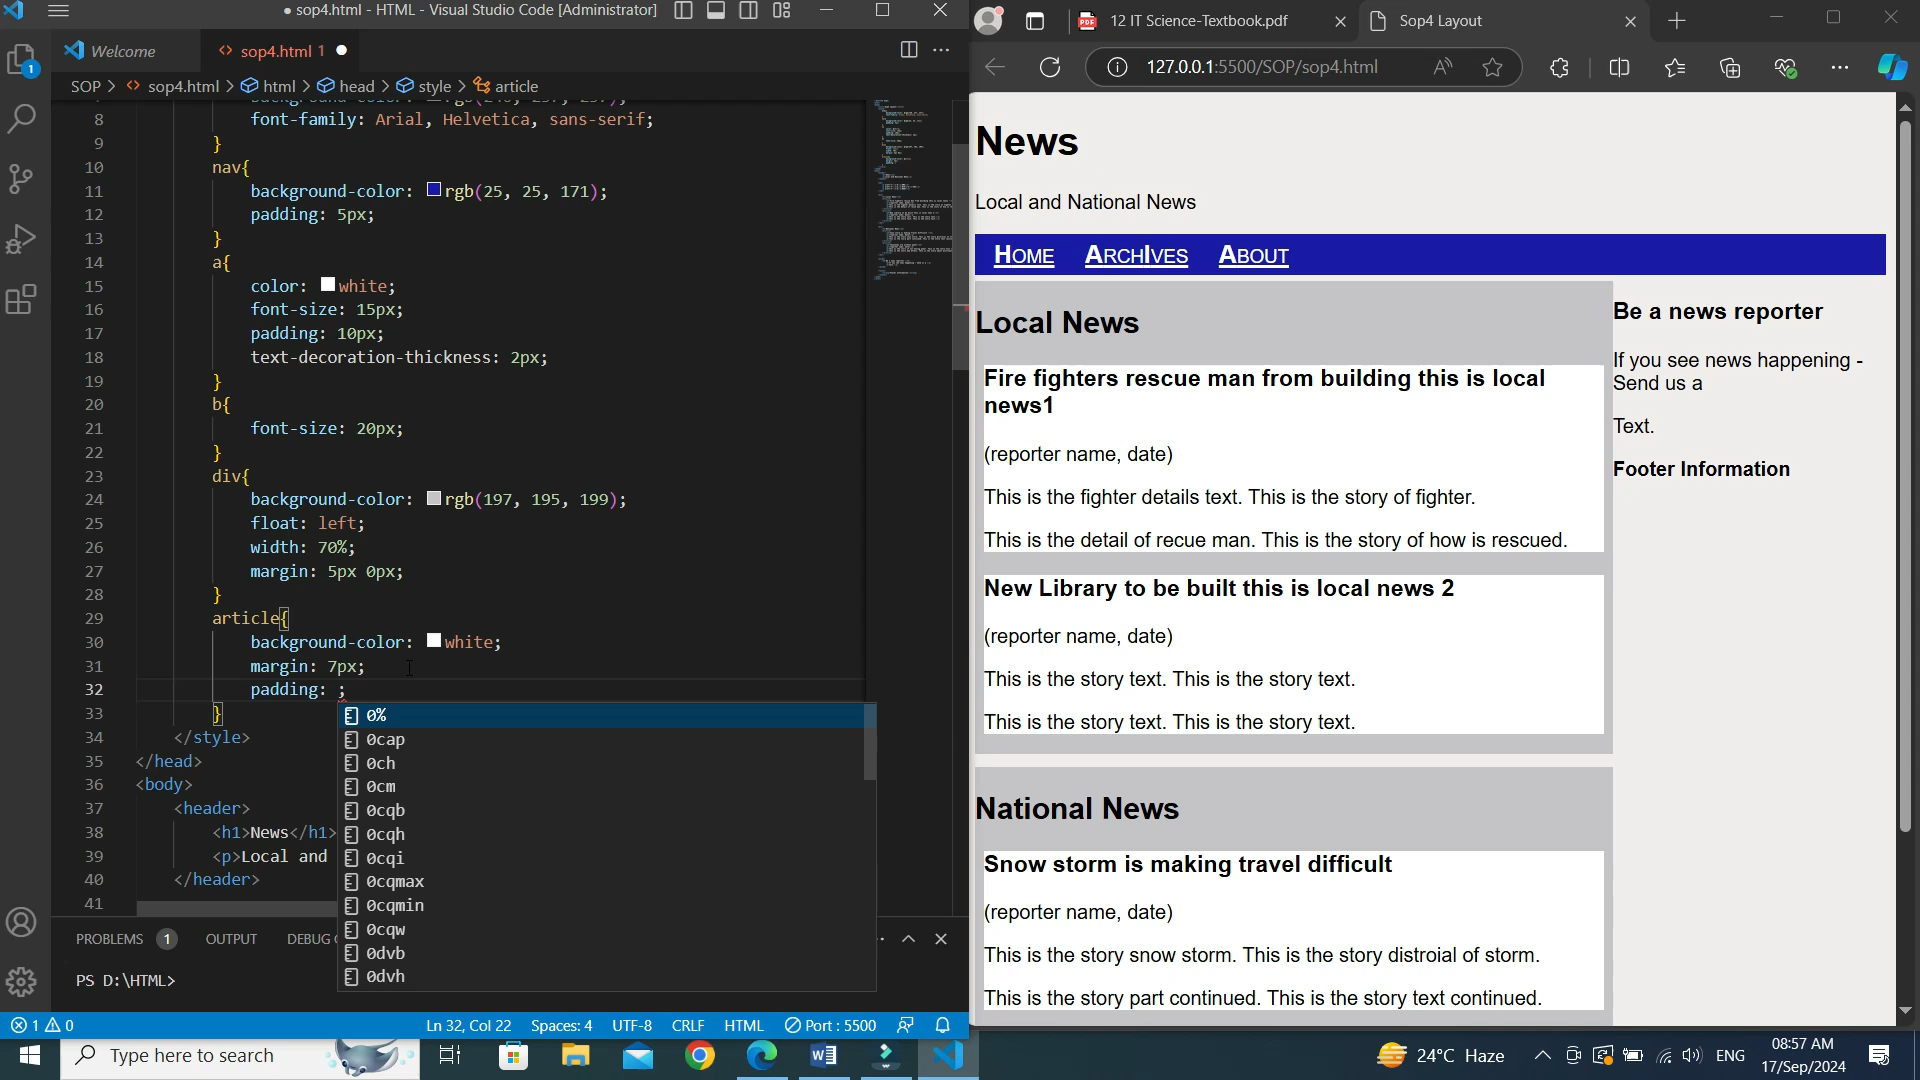 sop4.html - HTML - Visual Studio Code [Administrator]
Welcome
<> sop4.html 1
SOP > <> sop4.html > html > head > style > article
8 font-family: Arial, Helvetica, sans-serif;
9 }
10 nav{
11 background-color: rgb(25, 25, 171);
12 padding: 5px;
13 }
14 a{
15 color: white;
16 font-size: 15px;
17 padding: 10px;
18 text-decoration-thickness: 2px;
19 }
20 b{
21 font-size: 20px;
22 }
23 div{
24 background-color: rgb(197, 195, 199);
25 float: left;
26 width: 70%;
27 margin: 5px 0px;
28 }
29 article{
30 background-color: white;
31 margin: 7px;
32 padding: ;
33 }
34 </style>
35 </head>
36 <body>
37 <header>
38 <h1>News</h1>
39 <p>Local and
40 </header>
41
0%
0cap
0ch
0cm
0cqb
0cqh
0cqi
0cqmax
0cqmin
0cqw
0dvb
0dvh
PROBLEMS 1 OUTPUT DEBUG
PS D:\HTML>
1 0 Ln 32, Col 22 Spaces: 4 UTF-8 CRLF HTML Port : 5500
12 IT Science-Textbook.pdf
Sop4 Layout
127.0.0.1:5500/SOP/sop4.html
News
Local and National News
HOME ARCHIVES ABOUT
Local News
Fire fighters rescue man from building this is local
news1
(reporter name, date)
This is the fighter details text. This is the story of fighter.
This is the detail of recue man. This is the story of how is rescued.
New Library to be built this is local news 2
(reporter name, date)
This is the story text. This is the story text.
This is the story text. This is the story text.
National News
Snow storm is making travel difficult
(reporter name, date)
This is the story snow storm. This is the story distroial of storm.
This is the story part continued. This is the story text continued.
Be a news reporter
If you see news happening -
Send us a
Text.
Footer Information
Type here to search
24°C Haze
ENG
08:57 AM
17/Sep/2024